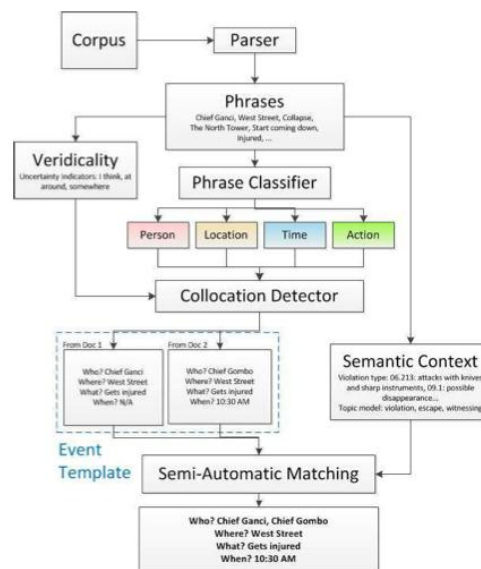 Corpus
Parser
Phrases
Chief Ganci, West Street, Collapse,
The North Tower, Start coming down,
Injured, ...
Veridicality
Uncertainty indicators: I think, at
around, somewhere
Phrase Classifier
Person
Location
Time
Action
Collocation Detector
From Doc 1
Who? Chief Ganci
Where? West Street
What? Gets injured
When? N/A
From Doc 2
Who? Chief Gombo
Where? West Street
What? Gets injured
When? 10:30 AM
Semantic Context
Violation type: 06.213: attacks with knives
and sharp instruments, 09.1: possible
disappearance...
Topic model: violation, escape, witnessing
Event
Template
Semi-Automatic Matching
Who? Chief Ganci, Chief Gombo
Where? West Street
What? Gets injured
When? 10:30 AM